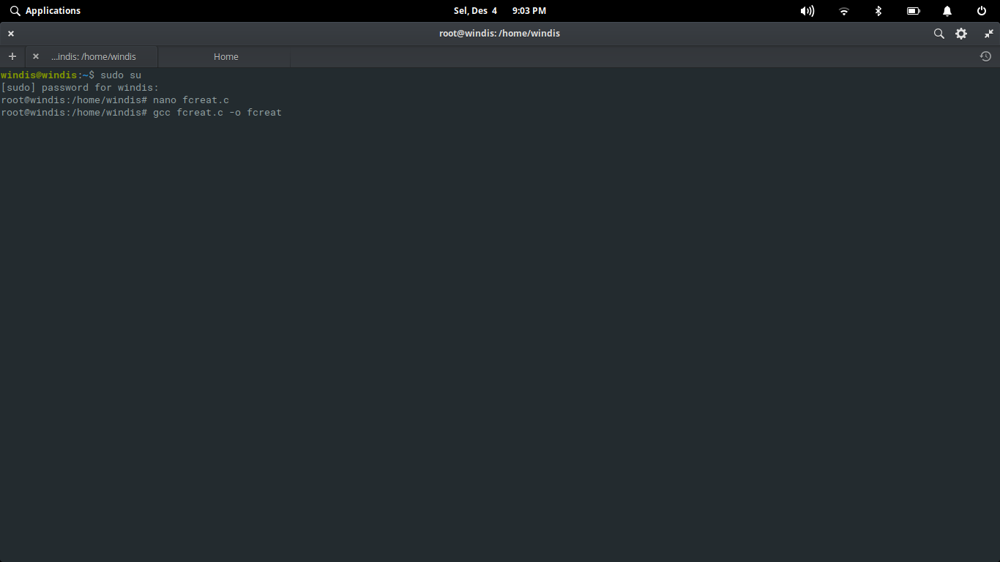 Applications
Sel, Des 4 9:03 PM
root@windis: /home/windis
...indis: /home/windis
Home
windis@windis:~$ sudo su
[sudo] password for windis:
root@windis:/home/windis# nano fcreat.c
root@windis:/home/windis# gcc fcreat.c -o fcreat